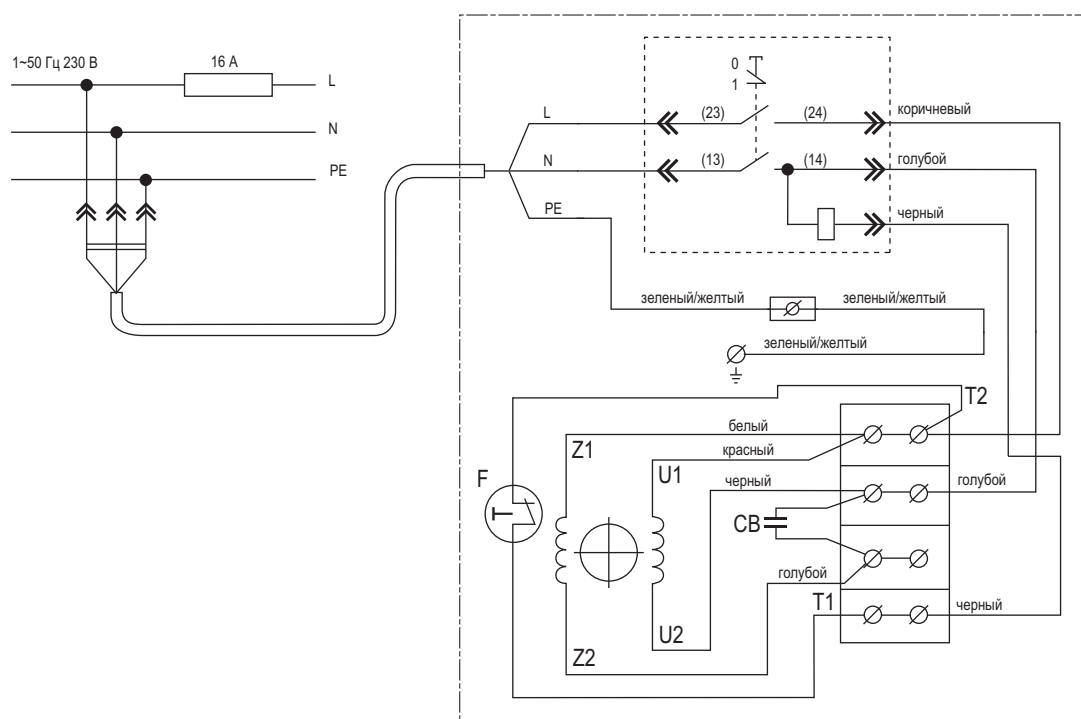 1~50 Гц 230 В
16 А
L
N
PE
0
1
L
(23)
(24)
коричневый
N
(13)
(14)
голубой
PE
черный
зеленый/желтый
зеленый/желтый
зеленый/желтый
T2
белый
Z1
красный
F
U1
черный
голубой
CB
голубой
T1
черный
U2
Z2